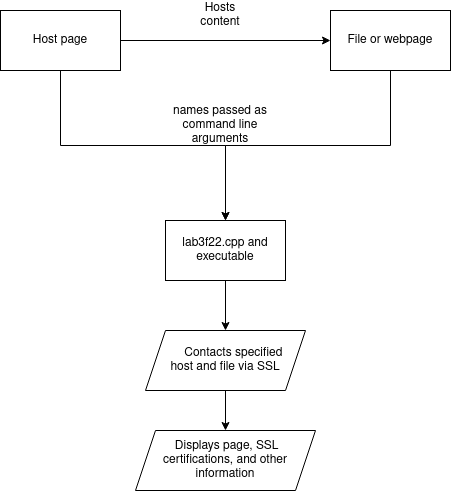 Hosts
content
Host page
File or webpage
names passed as
command line
arguments
lab3f22.cpp and
executable
Contacts specified
host and file via SSL
Displays page, SSL
certifications, and other
information